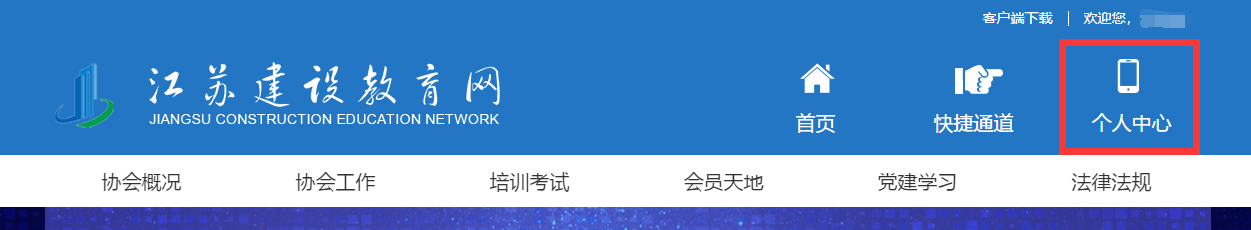 客户端下载 | 欢迎您，
江苏建设教育网
JIANGSU CONSTRUCTION EDUCATION NETWORK
首页 快捷通道 个人中心
协会概况 协会工作 培训考试 会员天地 党建学习 法律法规